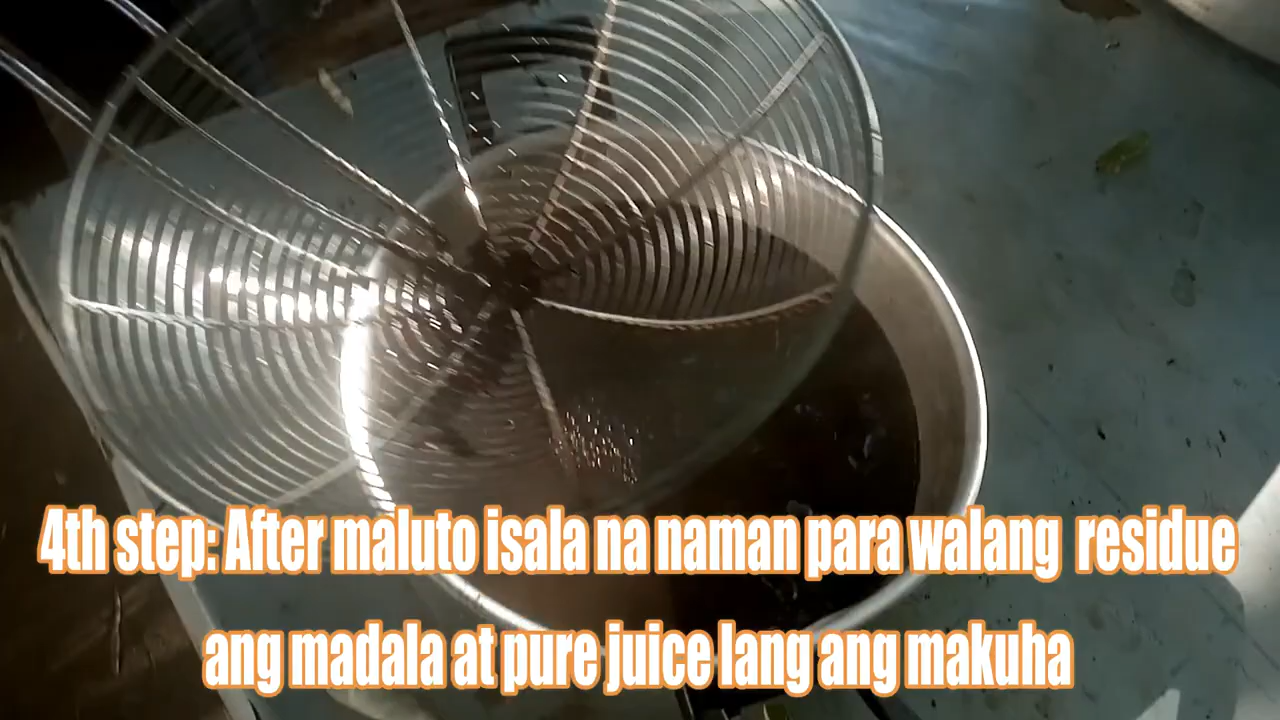 4th step: After maluto isala na naman para walang residue
ang madala at pure juice lang ang makuha